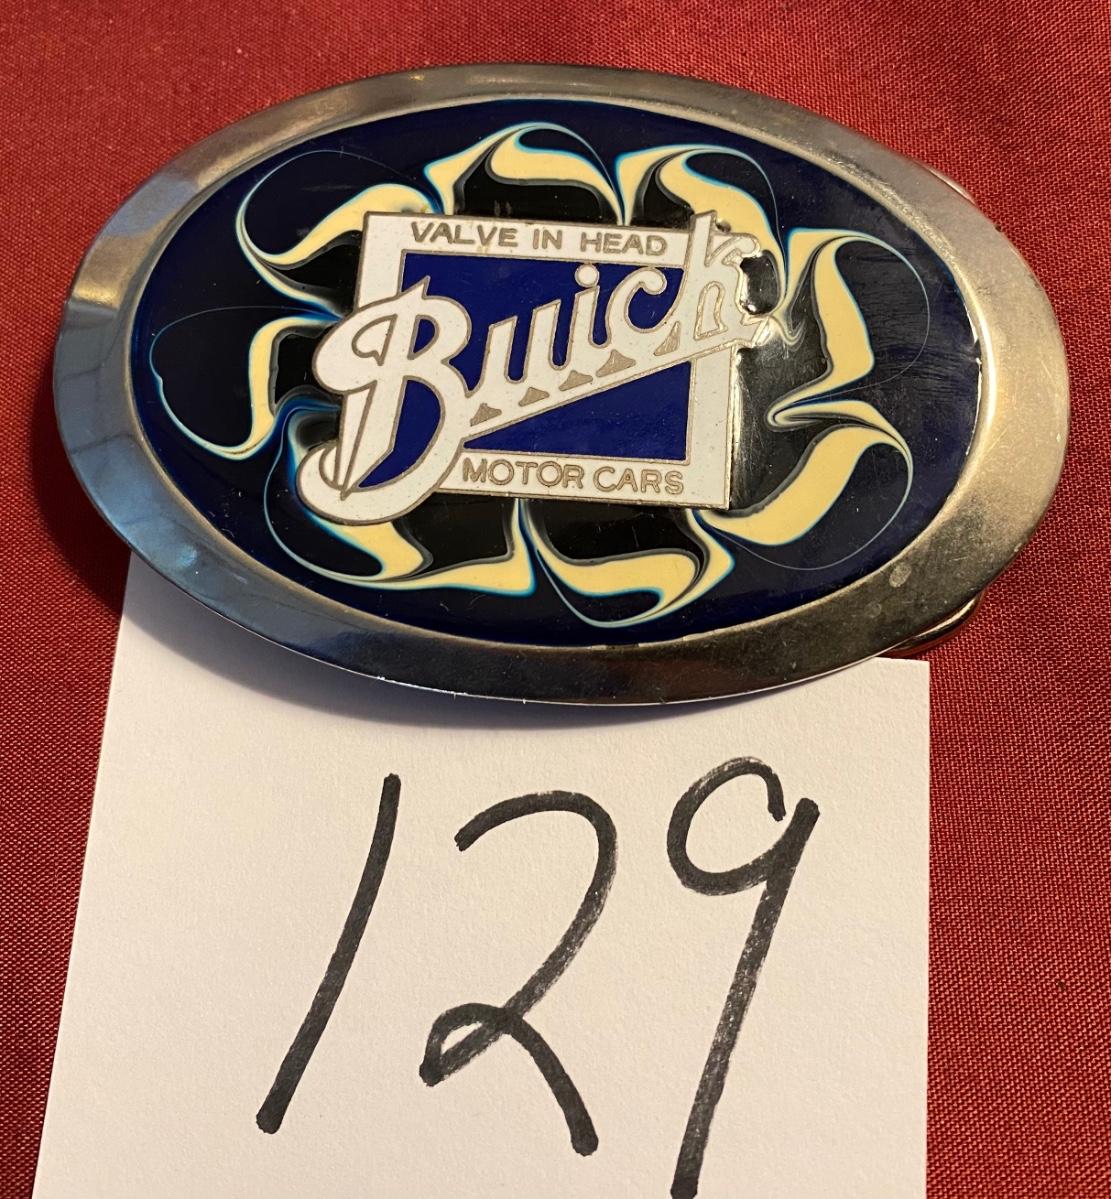 VALVE IN HEAD
Buick
MOTOR CARS
129